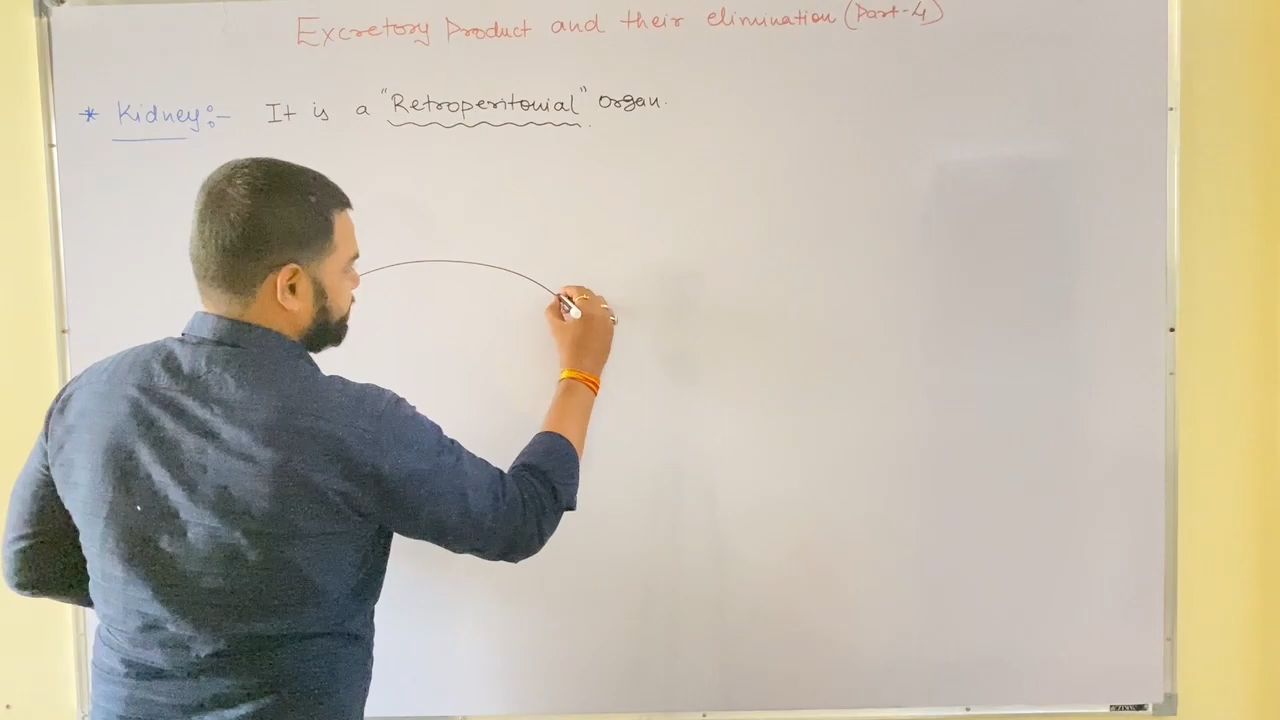 Excretory Product and their elimination (Part-4)
* Kidney:- It is a "Retroperitonial" organ.